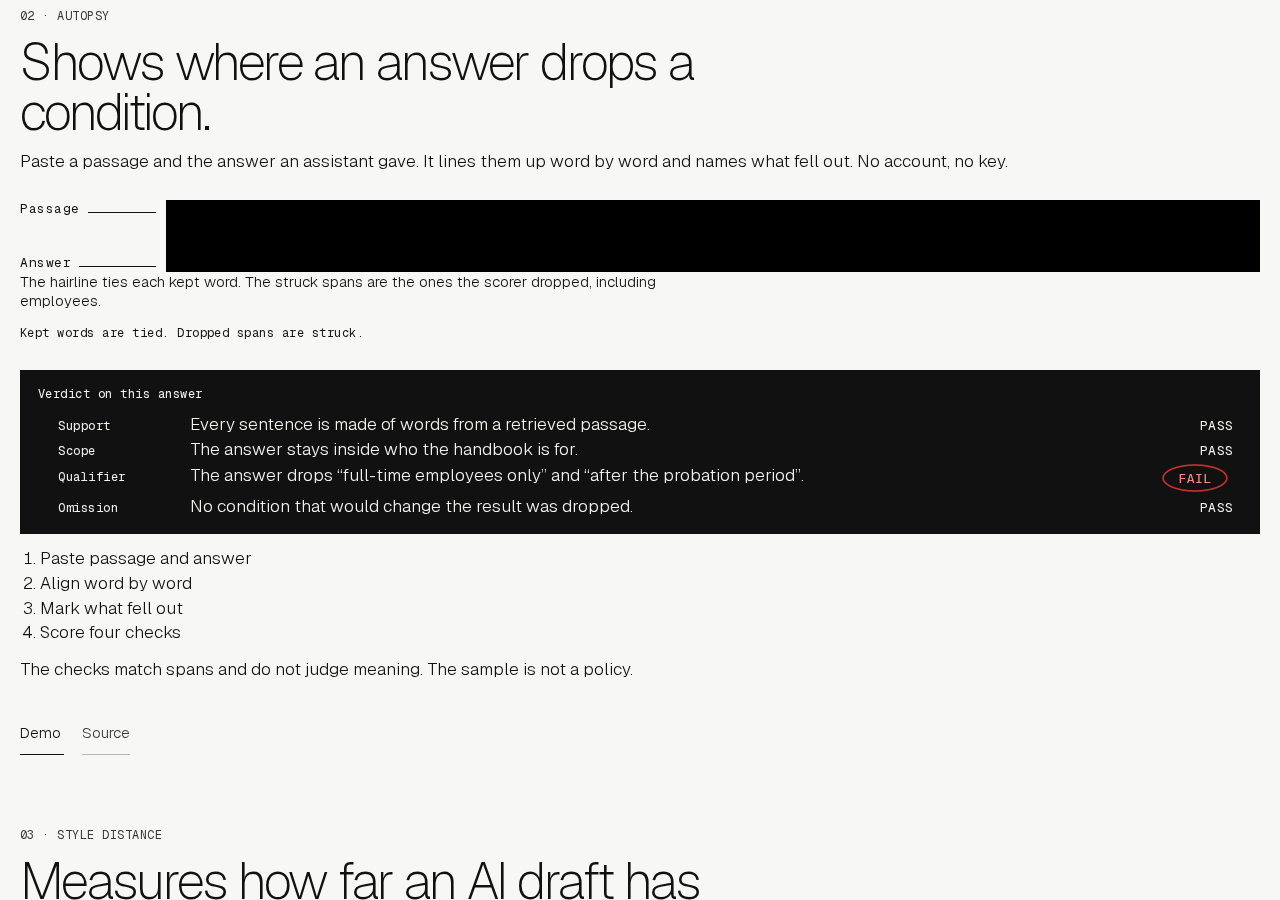 02 · AUTOPSY
Shows where an answer drops a
condition.
Paste a passage and the answer an assistant gave. It lines them up word by word and names what fell out. No account, no key.
Passage
Answer
The hairline ties each kept word. The struck spans are the ones the scorer dropped, including
employees.
Kept words are tied. Dropped spans are struck.
Verdict on this answer
Support Every sentence is made of words from a retrieved passage. PASS
Scope The answer stays inside who the handbook is for. PASS
Qualifier The answer drops “full-time employees only” and “after the probation period”. FAIL
Omission No condition that would change the result was dropped. PASS
1. Paste passage and answer
2. Align word by word
3. Mark what fell out
4. Score four checks
The checks match spans and do not judge meaning. The sample is not a policy.
Demo Source
03 · STYLE DISTANCE
Measures how far an AI draft has